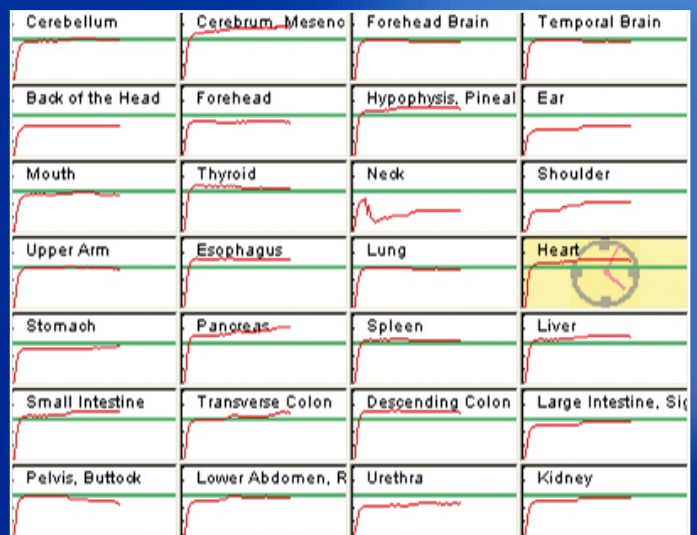 Cerebellum
Cerebrum, Meseno
Forehead Brain
Temporal Brain
Back of the Head
Forehead
Hypophysis, Pineal
Ear
Mouth
Thyroid
Neck
Shoulder
Upper Arm
Esophagus
Lung
Heart
Stomach
Pancreas
Spleen
Liver
Small Intestine
Transverse Colon
Descending Colon
Large Intestine, Sig
Pelvis, Buttock
Lower Abdomen, R
Urethra
Kidney